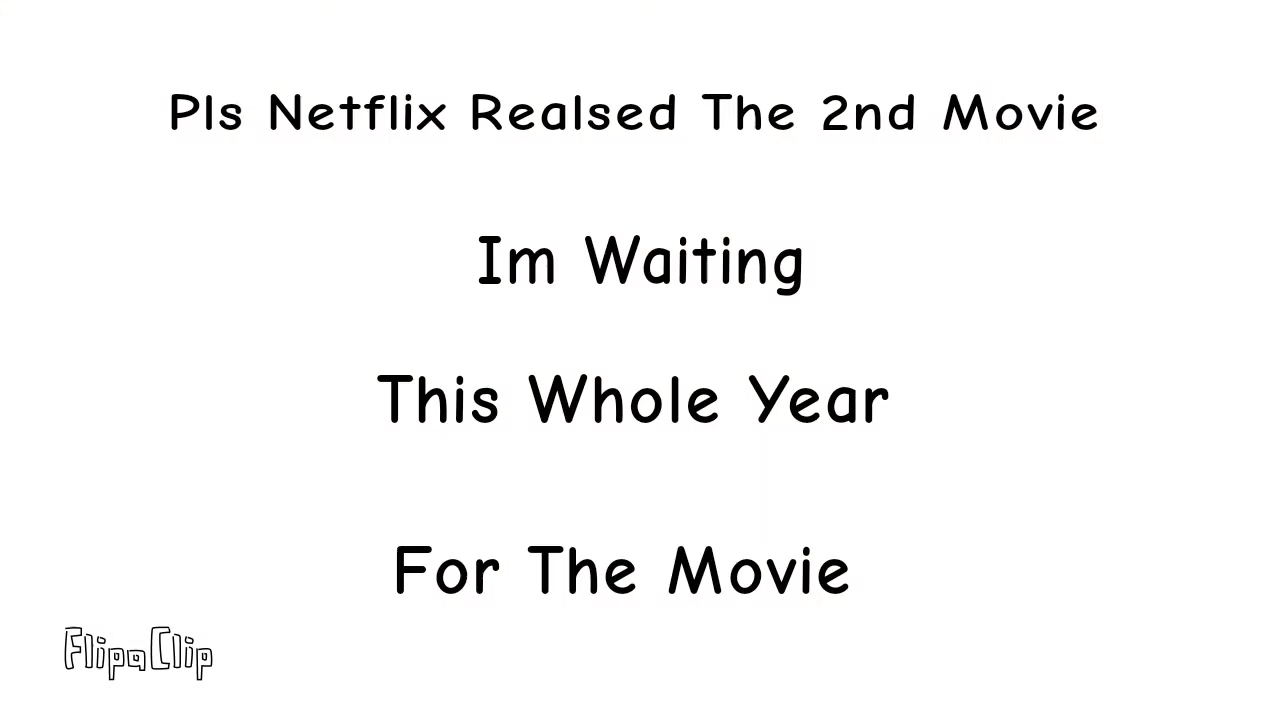 Pls Netflix Realsed The 2nd Movie
Im Waiting
This Whole Year
For The Movie
FlipaClip